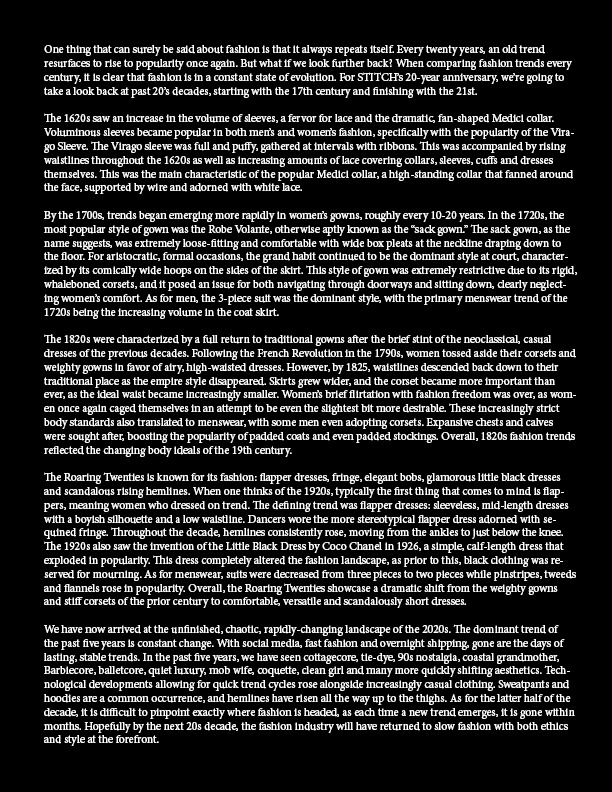 One thing that can surely be said about fashion is that it always repeats itself. Every twenty years, an old trend
resurfaces to rise to popularity once again. But what if we look further back? When comparing fashion trends every
century, it is clear that fashion is in a constant state of evolution. For STITCH's 20-year anniversary, we're going to
take a look back at past 20's decades, starting with the 17th century and finishing with the 21st.

The 1620s saw an increase in the volume of sleeves, a fervor for lace and the dramatic, fan-shaped Medici collar.
Voluminous sleeves became popular in both men's and women's fashion, specifically with the popularity of the Vira-
go Sleeve. The Virago sleeve was full and puffy, gathered at intervals with ribbons. This was accompanied by rising
waistlines throughout the 1620s as well as increasing amounts of lace covering collars, sleeves, cuffs and dresses
themselves. This was the main characteristic of the popular Medici collar, a high-standing collar that fanned around
the face, supported by wire and adorned with white lace.

By the 1700s, trends began emerging more rapidly in women's gowns, roughly every 10-20 years. In the 1720s, the
most popular style of gown was the Robe Volante, otherwise aptly known as the "sack gown." The sack gown, as the
name suggests, was extremely loose-fitting and comfortable with wide box pleats at the neckline draping down to
the floor. For aristocratic, formal occasions, the grand habit continued to be the dominant style at court, character-
ized by its comically wide hoops on the sides of the skirt. This style of gown was extremely restrictive due to its rigid,
whaleboned corsets, and it posed an issue for both navigating through doorways and sitting down, clearly neglect-
ing women's comfort. As for men, the 3-piece suit was the dominant style, with the primary menswear trend of the
1720s being the increasing volume in the coat skirt.

The 1820s were characterized by a full return to traditional gowns after the brief stint of the neoclassical, casual
dresses of the previous decades. Following the French Revolution in the 1790s, women tossed aside their corsets and
weighty gowns in favor of airy, high-waisted dresses. However, by 1825, waistlines descended back down to their
traditional place as the empire style disappeared. Skirts grew wider, and the corset became more important than
ever, as the ideal waist became increasingly smaller. Women's brief flirtation with freedom was over, as wom-
en once again caged themselves in an attempt to be even the slightest bit more desirable. These increasingly strict
body standards also translated to menswear, with some men even adopting corsets. Expansive chests and calves
were sought after, boosting the popularity of padded coats and even padded stockings. Overall, 1820s fashion trends
reflected the changing body ideals of the 19th century.

The Roaring Twenties is known for its fashion: flapper dresses, fringe, elegant bobs, glamorous little black dresses
and scandalous rising hemlines. When one thinks of the 1920s, typically the first thing that comes to mind is flap-
pers, meaning women who dressed on trend. The defining trend was flapper dresses: sleeveless, mid-length dresses
with a boyish silhouette and a low waistline. Dancers wore the more stereotypical flapper dress adorned with se-
quined fringe. Throughout the decade, hemlines consistently rose, moving from the ankles to just below the knee.
The 1920s also saw the invention of the Little Black Dress by Coco Chanel in 1926, a simple, calf-length dress that
exploded in popularity. This dress completely altered the fashion landscape, as prior to this, black clothing was re-
served for mourning. As for menswear, suits were decreased from three pieces to two pieces while pinstripes, tweeds
and flannels rose in popularity. Overall, the Roaring Twenties showcase a dramatic shift from the weighty gowns
and stiff corsets of the prior century to comfortable, versatile and scandalously short dresses.

We have now arrived at the unfinished, chaotic, rapidly-changing landscape of the 2020s. The dominant trend of
the past five years is constant change. With social media, fast fashion and overnight shipping, gone are the days of
lasting, stable trends. In the past five years, we have seen cottagecore, tie-dye, 90s nostalgia, coastal grandmother,
Barbiecore, balletcore, quiet luxury, mob wife, coquette, clean girl and many more quickly shifting aesthetics. Tech-
nological developments allowing for quick trend cycles rose alongside increasingly casual clothing. Sweatpants and
hoodies are a common occurrence, and hemlines have risen all the way up to the thighs. As for the latter half of the
decade, it is difficult to pinpoint exactly where fashion is headed, as each time a new trend emerges, it is gone within
months. Hopefully by the next 20s decade, the fashion industry will have returned to slow fashion with both ethics
and style at the forefront.